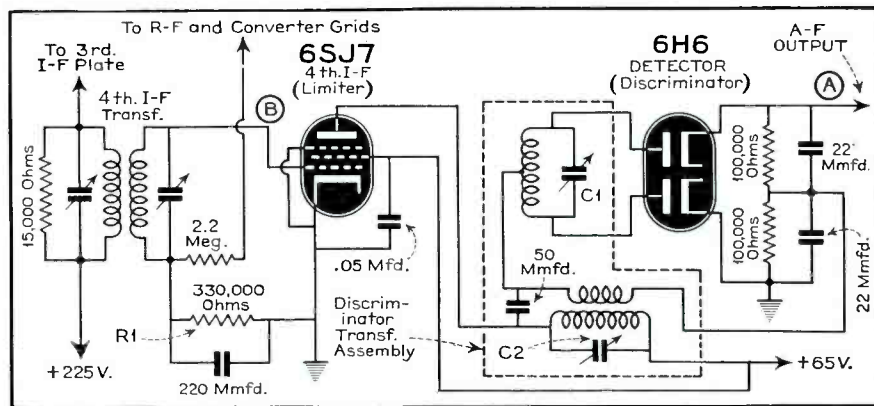 To R-F and Converter Grids
To 3rd.
I-F Plate
4th. I-F
Transf.
15,000 Ohms
B
6SJ7
4th. I-F
(Limiter)
6H6
DETECTOR
(Discriminator)
A-F
OUTPUT
A
C1
100,000
Ohms
22
Mmfd.
100,000
Ohms
22 Mmfd.
2.2
Meg.
.05 Mfd.
50
Mmfd.
330,000
Ohms
R1
220 Mmfd.
Discrim-
inator
Transf.
Assembly
C2
+225V.
+65V.